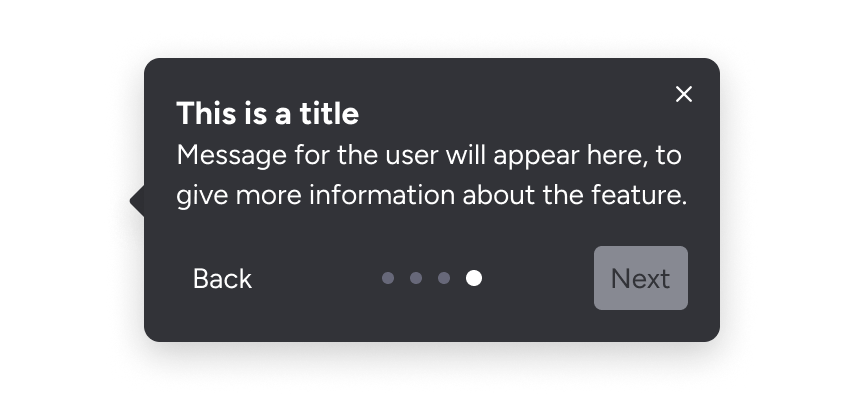 This is a title
Message for the user will appear here, to
give more information about the feature.
Back
Next